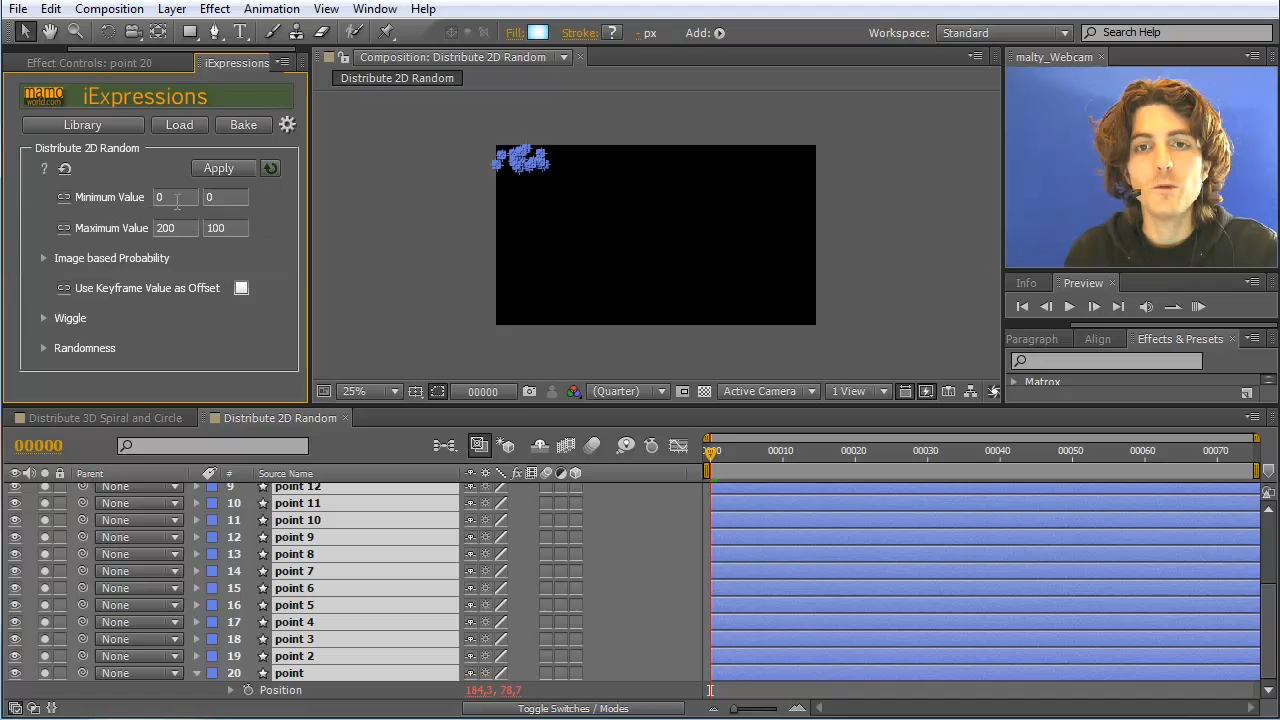 File Edit Composition Layer Effect Animation View Window Help
Fill: ? Stroke: ? - px Add: Workspace: Standard Search Help
Effect Controls: point 20 iExpressions
Composition: Distribute 2D Random
malty_Webcam
Distribute 2D Random
mamo world.com iExpressions
Library Load Bake
Distribute 2D Random
? Apply
Minimum Value 0 0
Maximum Value 200 100
Image based Probability
Use Keyframe Value as Offset
Wiggle
Randomness
Info Preview
Paragraph Align Effects & Presets
Matrox
25% 00000 (Quarter) Active Camera 1 View
Distribute 3D Spiral and Circle Distribute 2D Random
00000
00010 00020 00030 00040 00050 00060 00070
Parent # Source Name
None 9 point 12
None 10 point 11
None 11 point 10
None 12 point 9
None 13 point 8
None 14 point 7
None 15 point 6
None 16 point 5
None 17 point 4
None 18 point 3
None 19 point 2
None 20 point
Position 184,3, 78,7
Toggle Switches / Modes